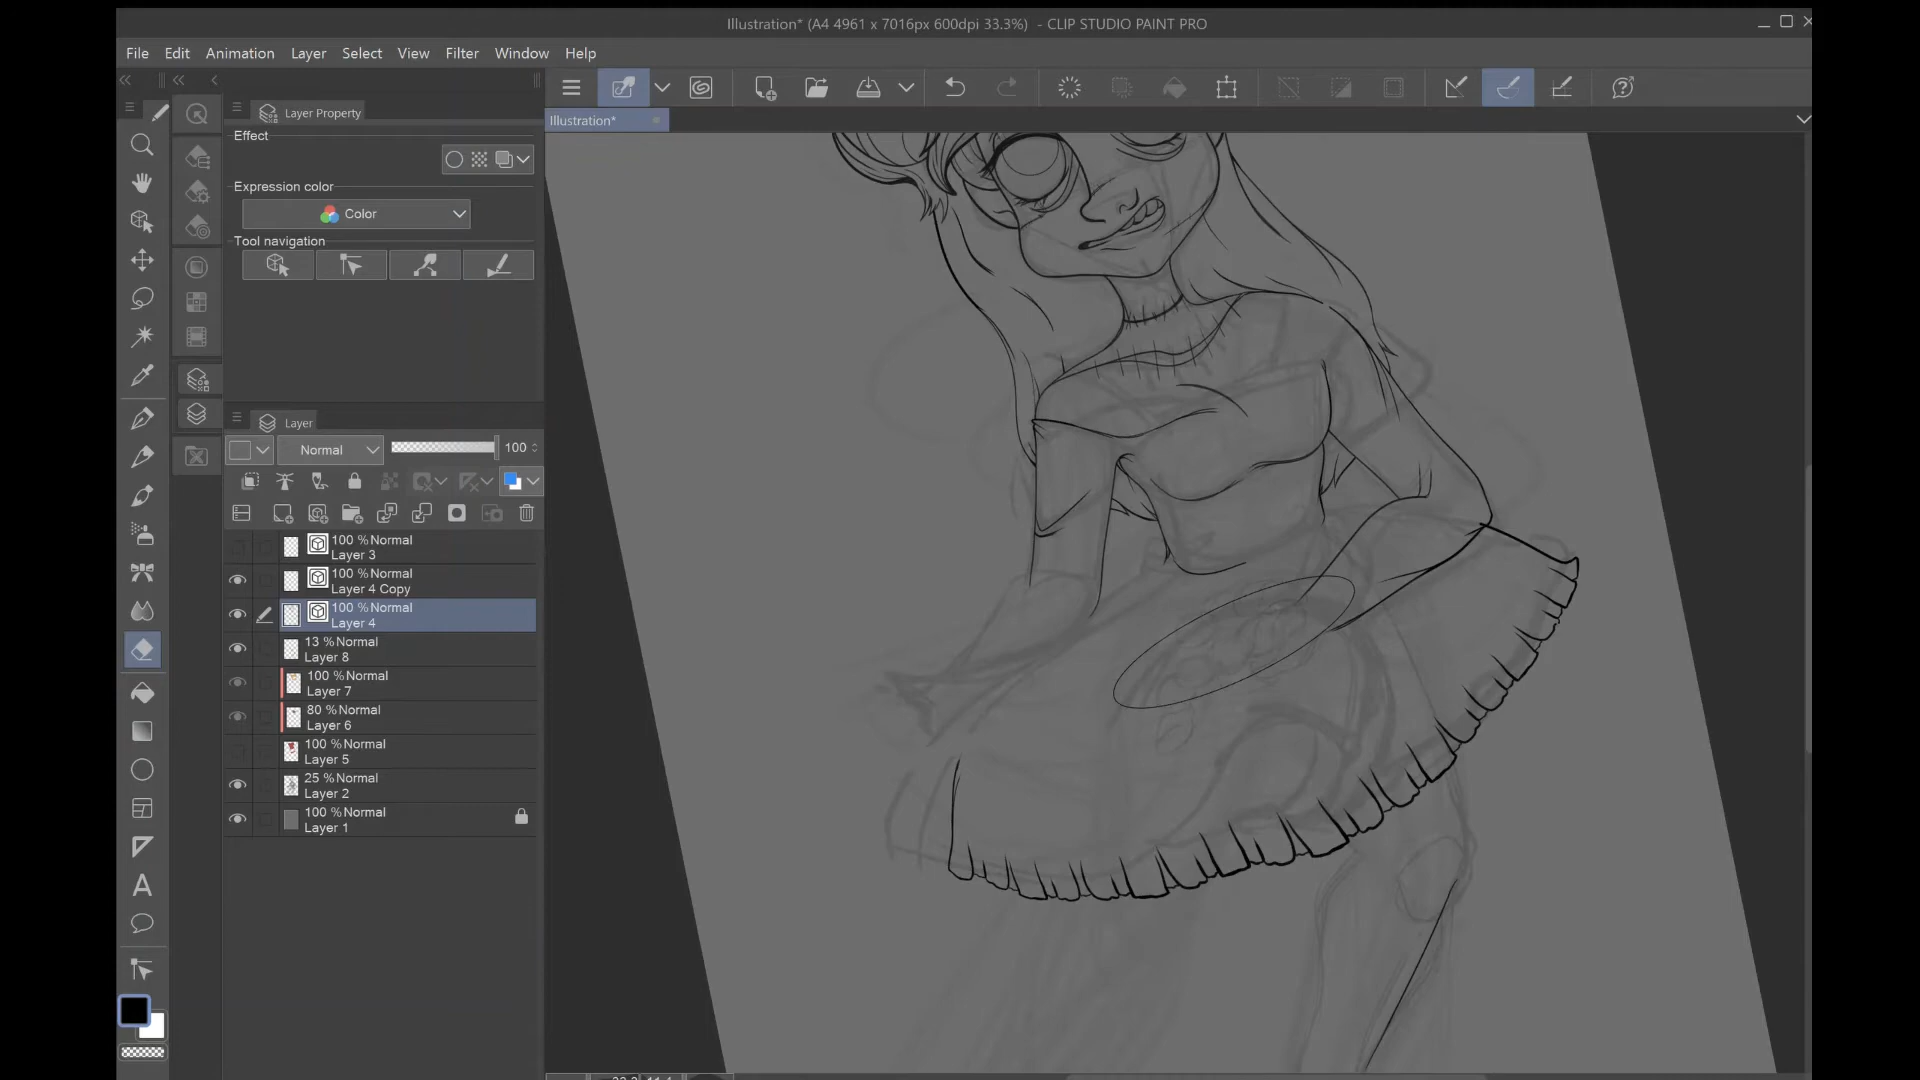 Illustration* (A4 4961 x 7016px 600dpi 33.3%) - CLIP STUDIO PAINT PRO
File Edit Animation Layer Select View Filter Window Help
Layer Property
Illustration*
Effect
Expression color
Color
Tool navigation
Layer
Normal 100
100 %Normal
Layer 3
100 %Normal
Layer 4 Copy
100 %Normal
Layer 4
13 %Normal
Layer 8
100 %Normal
Layer 7
80 %Normal
Layer 6
100 %Normal
Layer 5
25 %Normal
Layer 2
100 %Normal
Layer 1